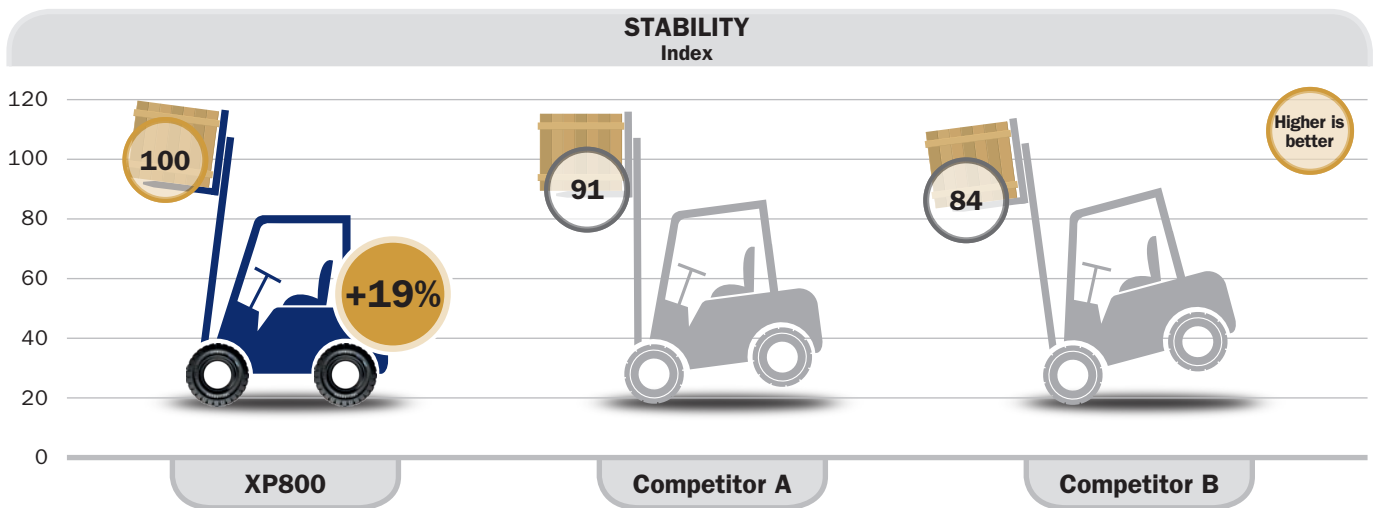 STABILITY
Index
120
100
80
60
40
20
0
100
91
84
+19%
Higher is
better
XP800
Competitor A
Competitor B